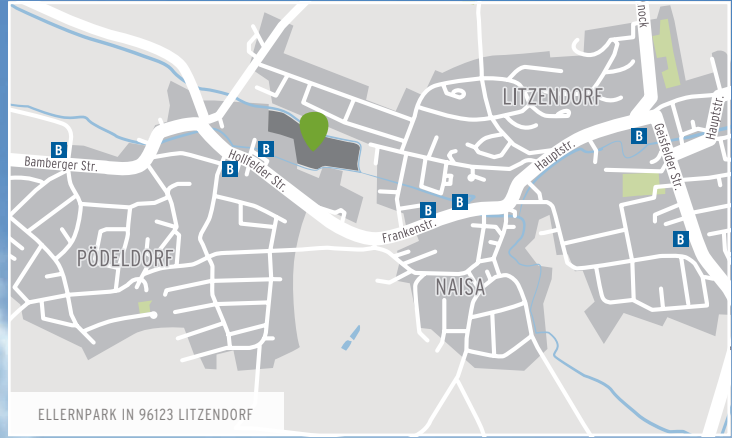 nock
LITZENDORF
Hauptstr.
B
Geisfelder Str.
Hauptstr.
B
Bamberger Str.
B
B
Hollfelder Str.
B
B
Frankenstr.
B
PÖDELDORF
NAISA
ELLERNPARK IN 96123 LITZENDORF